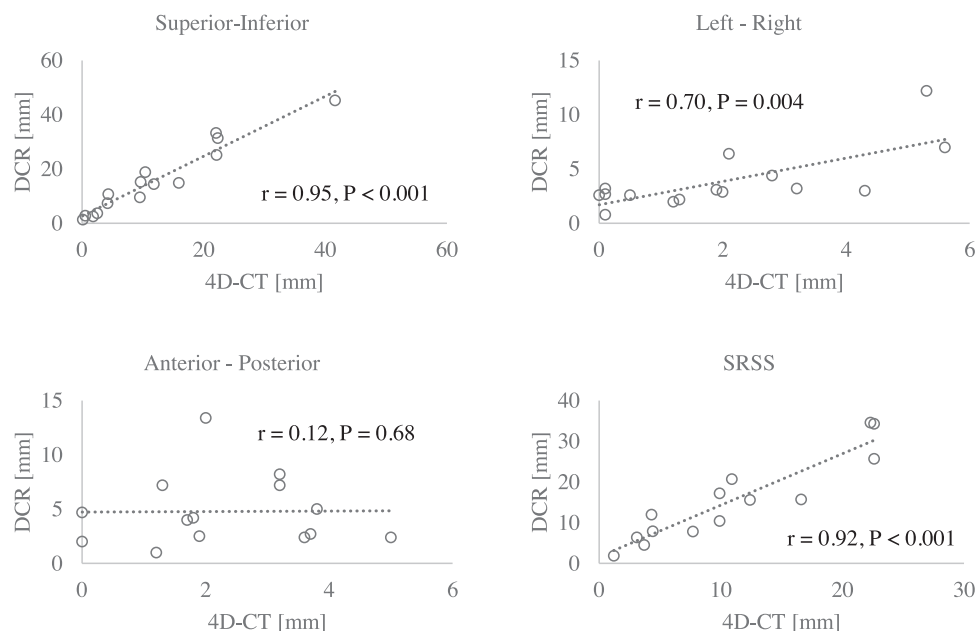 Superior-Inferior
60
40
20
0
DCR [mm]
r = 0.95, P < 0.001
0 20 40 60
4D-CT [mm]
Left - Right
15
10
5
0
DCR [mm]
r = 0.70, P = 0.004
0 2 4 6
4D-CT [mm]
Anterior - Posterior
15
10
5
0
DCR [mm]
r = 0.12, P = 0.68
0 2 4 6
4D-CT [mm]
SRSS
40
30
20
10
0
DCR [mm]
r = 0.92, P < 0.001
0 10 20 30
4D-CT [mm]